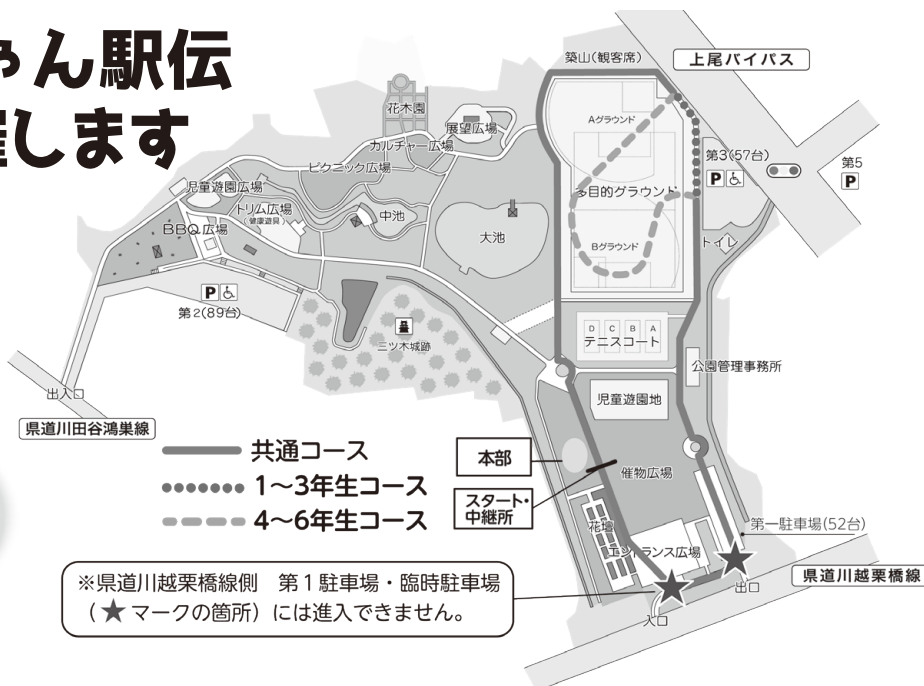 ゃん駅伝
します
築山(観客席)
上尾バイパス
花木園
展望広場
カルチャー広場
ピクニック広場
Aグラウンド
第3(57台)
P
第5
P
児童遊園広場
トリム広場
(健康遊具)
BBQ広場
中池
大池
多目的グラウンド
Bグラウンド
トイレ
P
第2(89台)
三ツ木城跡
D C B A
テニスコート
公園管理事務所
児童遊園地
出入口
県道川田谷鴻巣線
共通コース
1〜3年生コース
4〜6年生コース
本部
スタート・
中継所
催物広場
花壇
エントランス広場
第一駐車場(52台)
県道川越栗橋線
出口
入口
※県道川越栗橋線側 第1駐車場・臨時駐車場
(★マークの箇所)には進入できません。